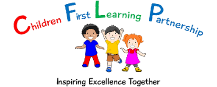 Children First Learning Partnership
Inspiring Excellence Together